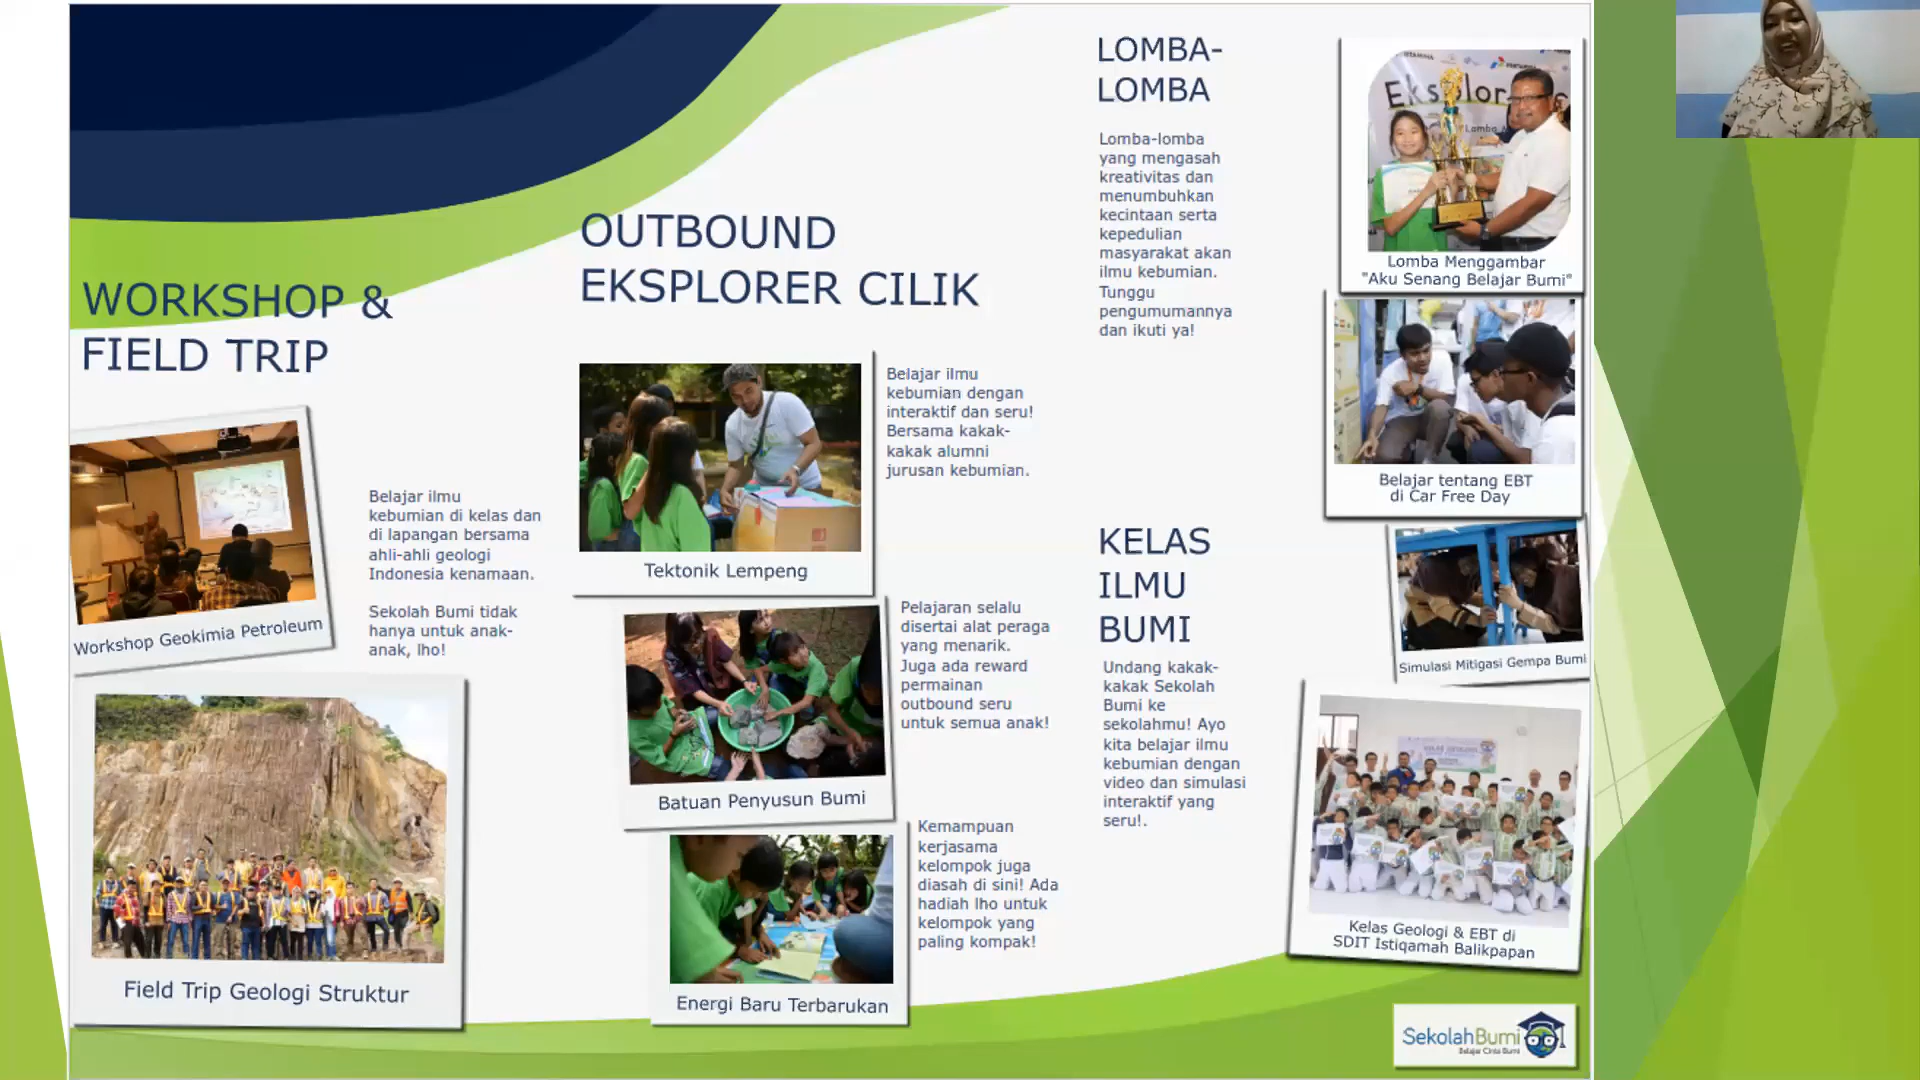 WORKSHOP &
FIELD TRIP
Workshop Geokimia Petroleum
Belajar ilmu
kebumian di kelas dan
di lapangan bersama
ahli-ahli geologi
Indonesia kenamaan.
Sekolah Bumi tidak
hanya untuk anak-
anak, lho!
Field Trip Geologi Struktur
OUTBOUND
EKSPLORER CILIK
Tektonik Lempeng
Belajar ilmu
kebumian dengan
interaktif dan seru!
Bersama kakak-
kakak alumni
jurusan kebumian.
Batuan Penyusun Bumi
Pelajaran selalu
disertai alat peraga
yang menarik.
Juga ada reward
permainan
outbound seru
untuk semua anak!
Energi Baru Terbarukan
Kemampuan
kerjasama
kelompok juga
diasah di sini! Ada
hadiah lho untuk
kelompok yang
paling kompak!
LOMBA-
LOMBA
Lomba-lomba
yang mengasah
kreativitas dan
menumbuhkan
kecintaan serta
kepedulian
masyarakat akan
ilmu kebumian.
Tunggu
pengumumannya
dan ikuti ya!
Lomba Menggambar
"Aku Senang Belajar Bumi"
Belajar tentang EBT
di Car Free Day
KELAS
ILMU
BUMI
Undang kakak-
kakak Sekolah
Bumi ke
sekolahmu! Ayo
kita belajar ilmu
kebumian dengan
video dan simulasi
interaktif yang
seru!.
Simulasi Mitigasi Gempa Bumi
Kelas Geologi & EBT di
SDIT Istiqamah Balikpapan
SekolahBumi
Belajar Cinta Bumi